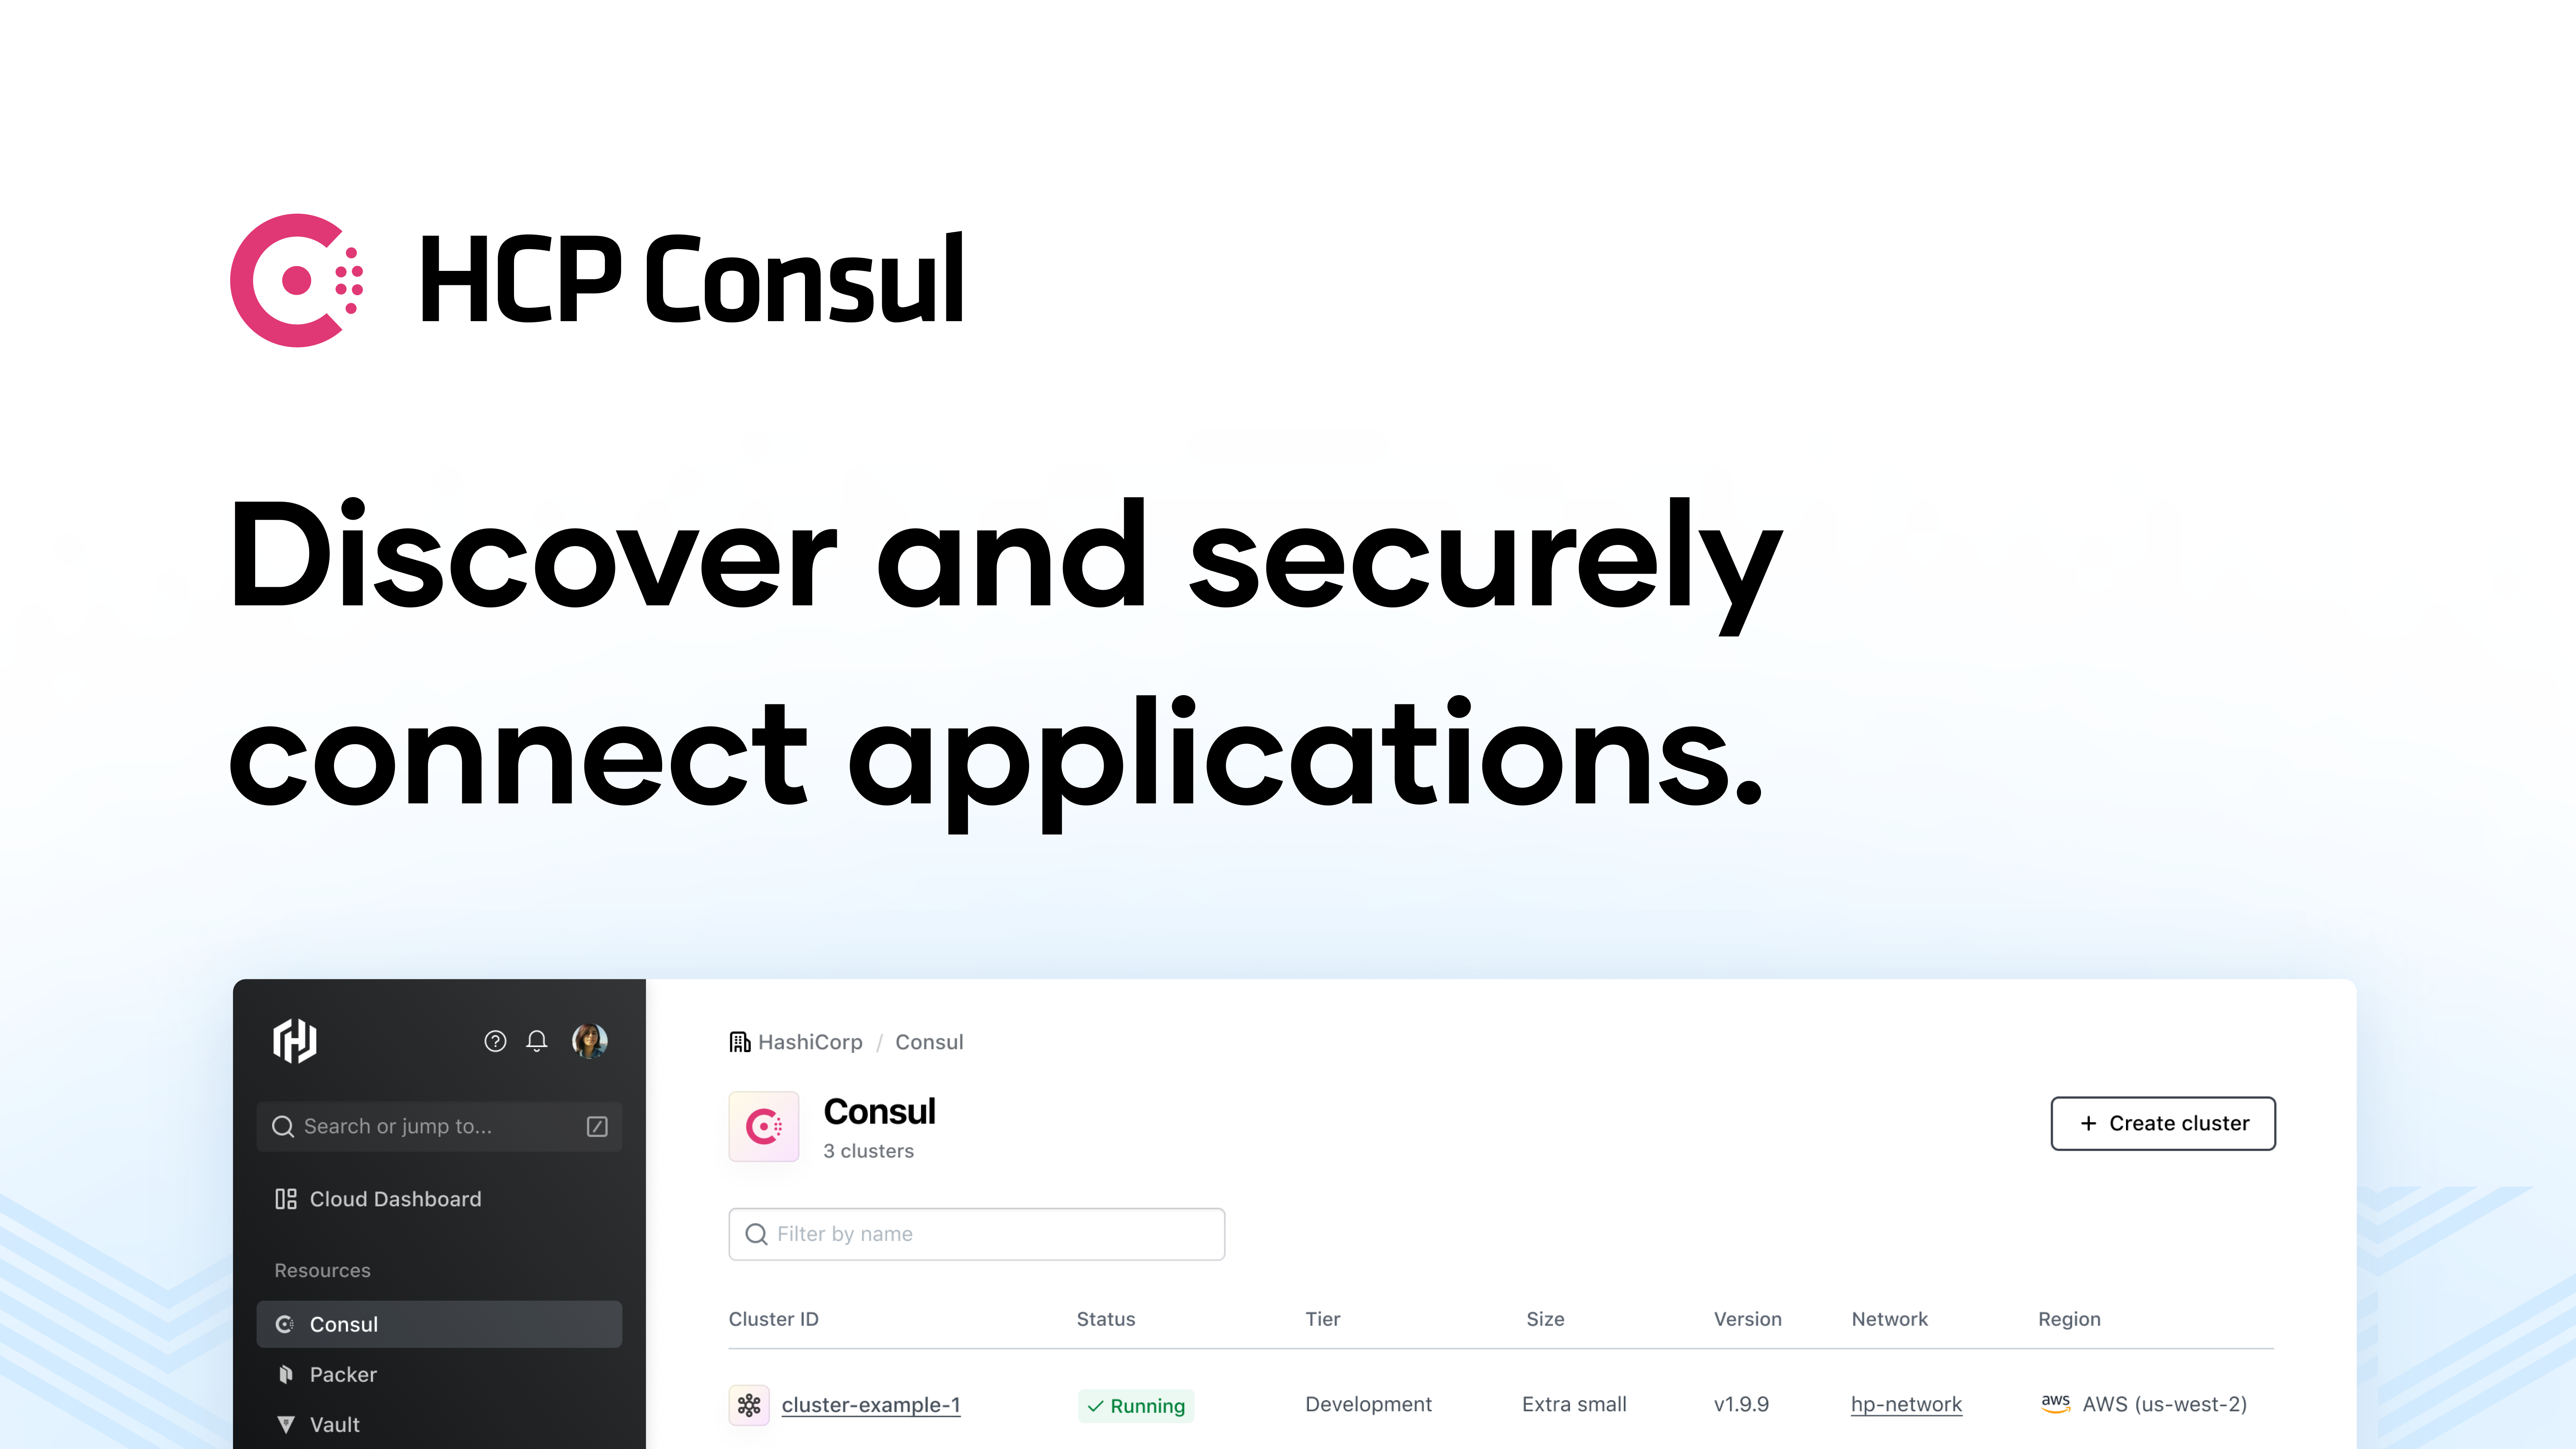 HCP Consul
Discover and securely
connect applications.
HashiCorp / Consul
Search or jump to...
Cloud Dashboard
Resources
Consul
Packer
Vault
Consul
3 clusters
+ Create cluster
Filter by name
Cluster ID Status Tier Size Version Network Region
cluster-example-1 Running Development Extra small v1.9.9 hp-network aws AWS (us-west-2)